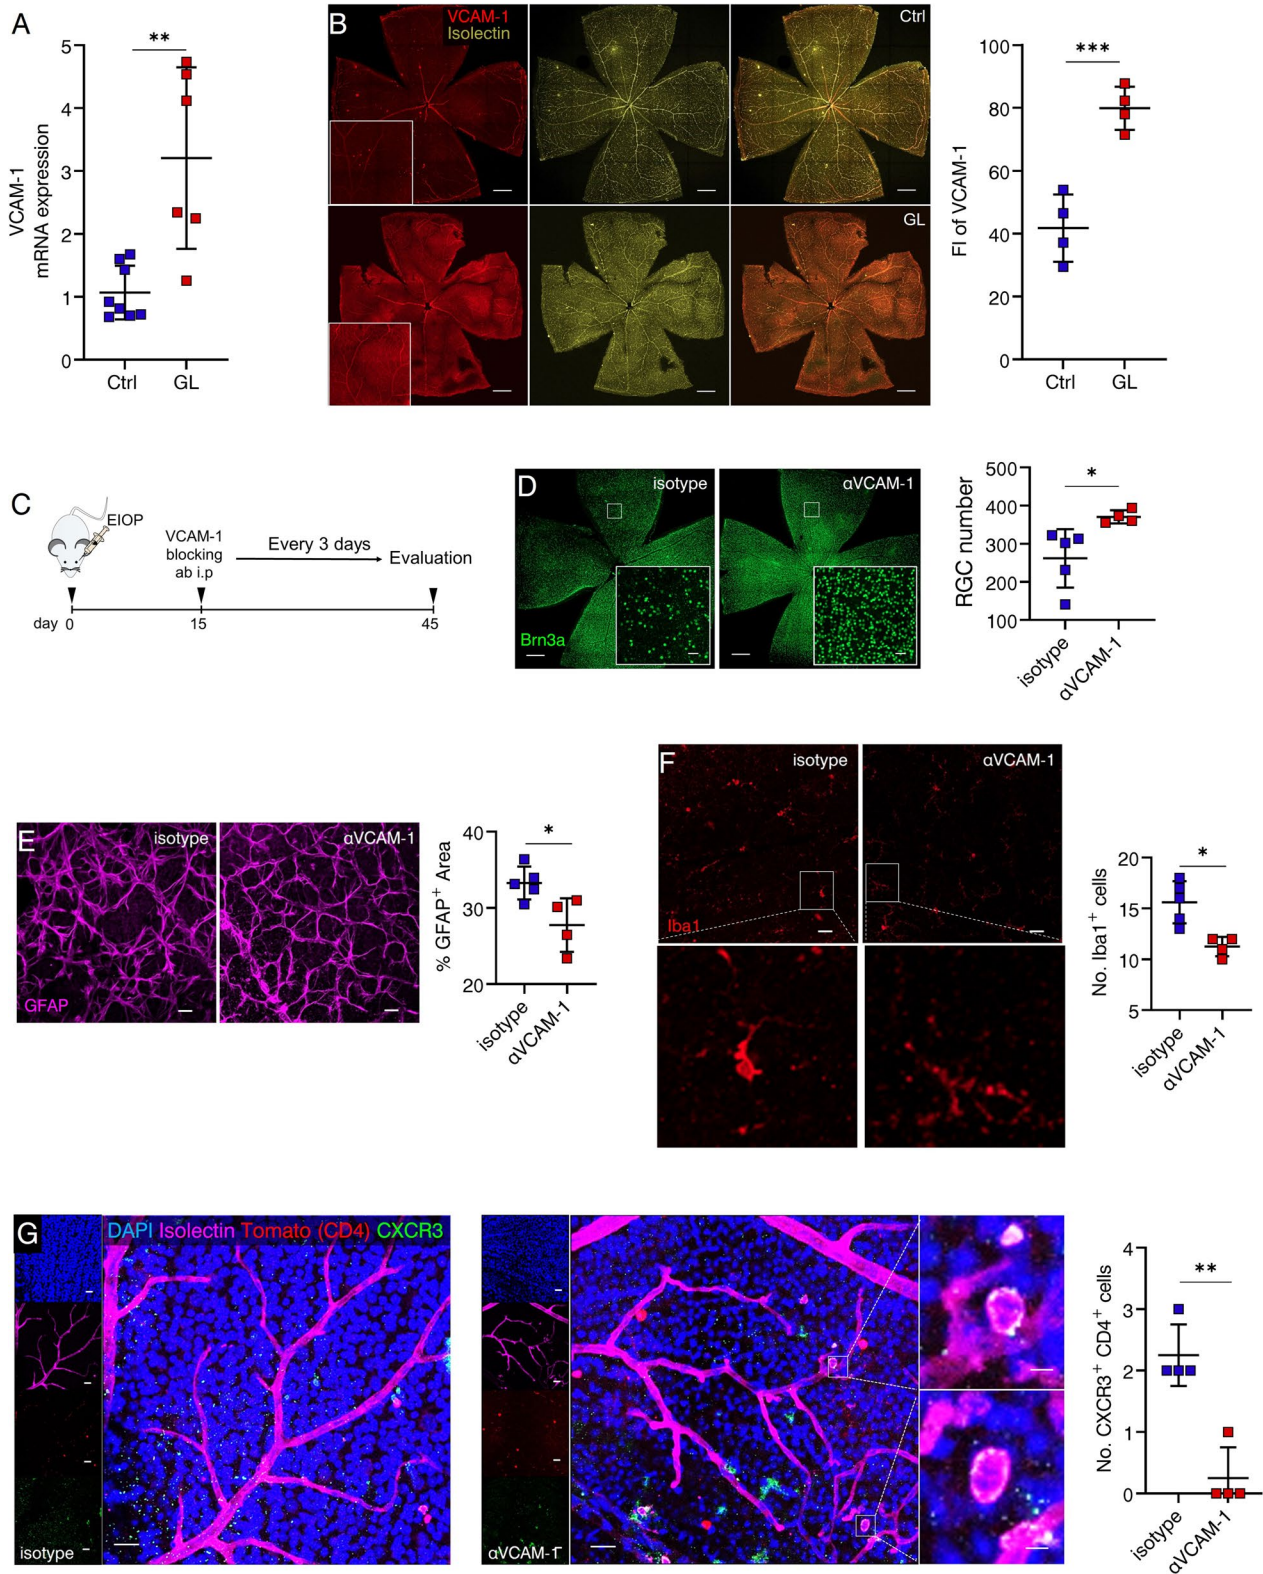 A
VCAM-1
mRNA expression
5
4
3
2
1
0
**
Ctrl
GL
B
VCAM-1
Isolectin
Ctrl
GL
FI of VCAM-1
100
80
60
40
20
0
***
Ctrl
GL
C
EIOP
VCAM-1
blocking
ab i.p
Every 3 days
Evaluation
day
0
15
45
D
isotype
αVCAM-1
Brn3a
RGC number
500
400
300
200
100
*
isotype
αVCAM-1
E
isotype
αVCAM-1
GFAP
% GFAP+ Area
40
30
20
*
isotype
αVCAM-1
F
isotype
αVCAM-1
Iba1
No. Iba1+ cells
20
15
10
5
*
isotype
αVCAM-1
G
DAPI Isolectin Tomato (CD4) CXCR3
isotype
αVCAM-1
No. CXCR3+ CD4+ cells
4
3
2
1
0
**
isotype
αVCAM-1